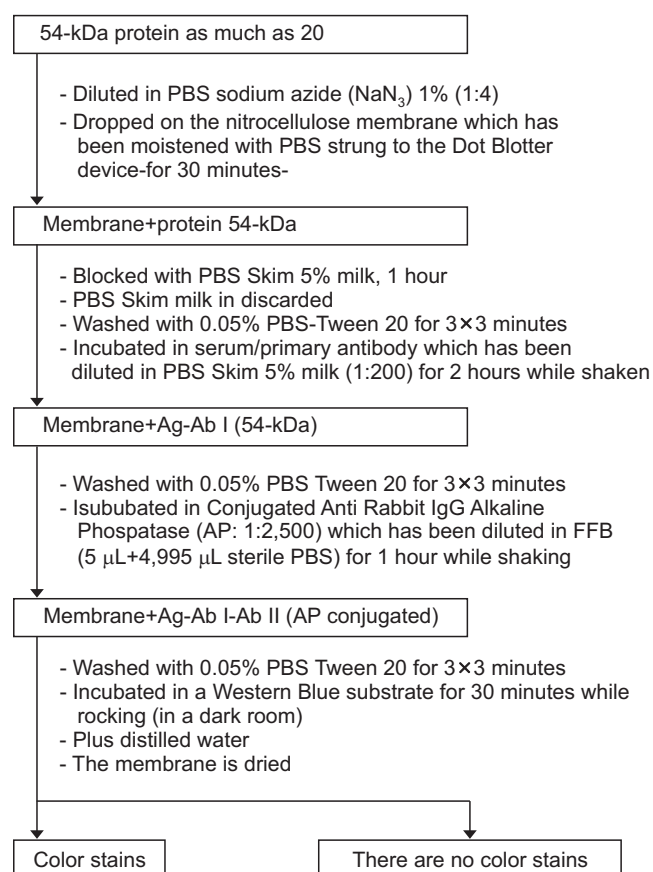 54-kDa protein as much as 20
- Diluted in PBS sodium azide (NaN₃) 1% (1:4)
- Dropped on the nitrocellulose membrane which has
been moistened with PBS strung to the Dot Blotter
device-for 30 minutes-
Membrane+protein 54-kDa
- Blocked with PBS Skim 5% milk, 1 hour
- PBS Skim milk in discarded
- Washed with 0.05% PBS-Tween 20 for 3×3 minutes
- Incubated in serum/primary antibody which has been
diluted in PBS Skim 5% milk (1:200) for 2 hours while shaken
Membrane+Ag-Ab I (54-kDa)
- Washed with 0.05% PBS Tween 20 for 3×3 minutes
- Isububated in Conjugated Anti Rabbit IgG Alkaline
Phospatase (AP: 1:2,500) which has been diluted in FFB
(5 μL+4,995 μL sterile PBS) for 1 hour while shaking
Membrane+Ag-Ab I-Ab II (AP conjugated)
- Washed with 0.05% PBS Tween 20 for 3×3 minutes
- Incubated in a Western Blue substrate for 30 minutes while
rocking (in a dark room)
- Plus distilled water
- The membrane is dried
Color stains
There are no color stains